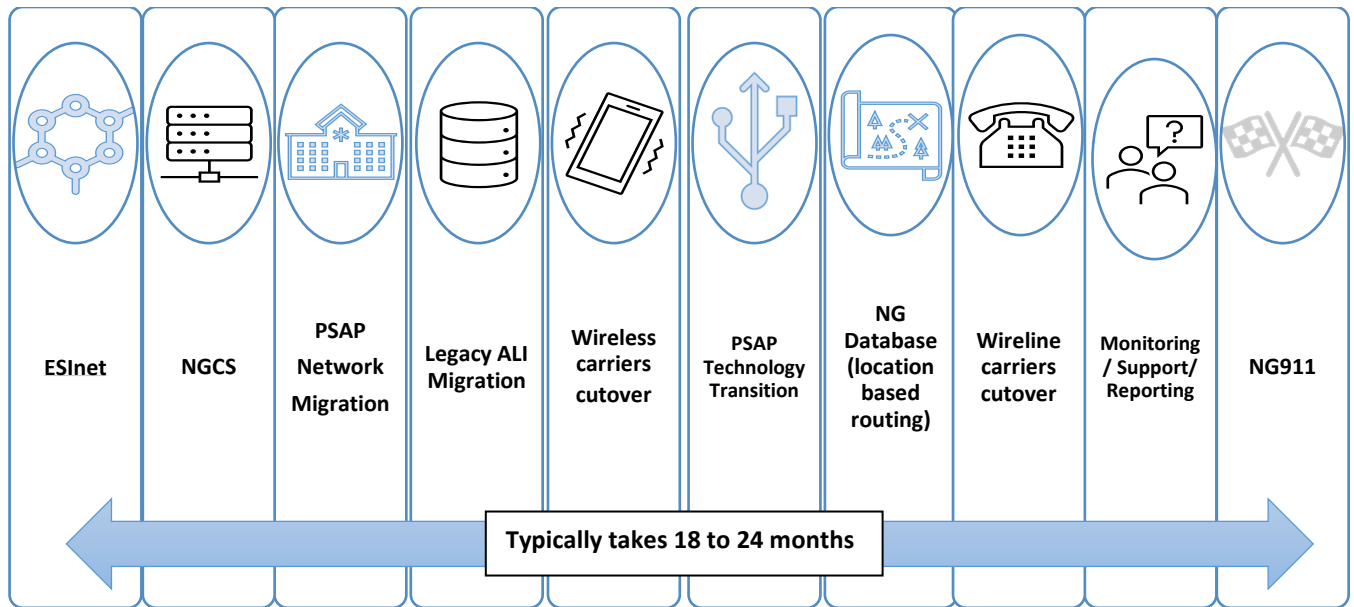 ESInet
NGCS
PSAP
Network
Migration
Legacy ALI
Migration
Wireless
carriers
cutover
PSAP
Technology
Transition
NG
Database
(location
based
routing)
Wireline
carriers
cutover
?
Monitoring
/ Support/
Reporting
NG911
Typically takes 18 to 24 months